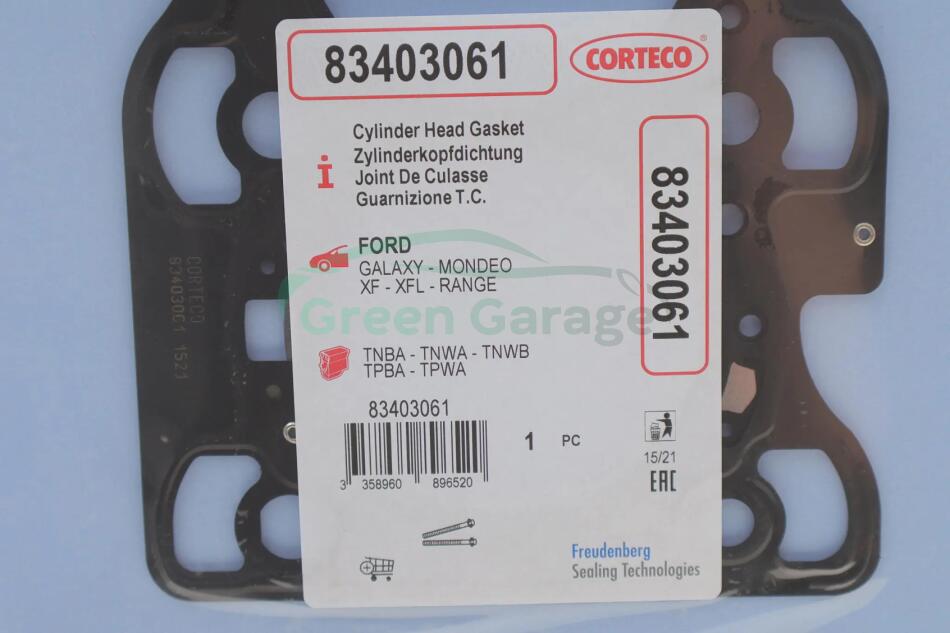 83403061
CORTECO®
Cylinder Head Gasket
Zylinderkopfdichtung
Joint De Culasse
Guarnizione T.C.
83403061
FORD
GALAXY - MONDEO
XF - XFL - RANGE
Green Garage
TNBA - TNWA - TNWB
TPBA - TPWA
83403061
1 PC
3 358960 896520
15/21
EAC
Freudenberg
Sealing Technologies
CORTECO
83403061 1521